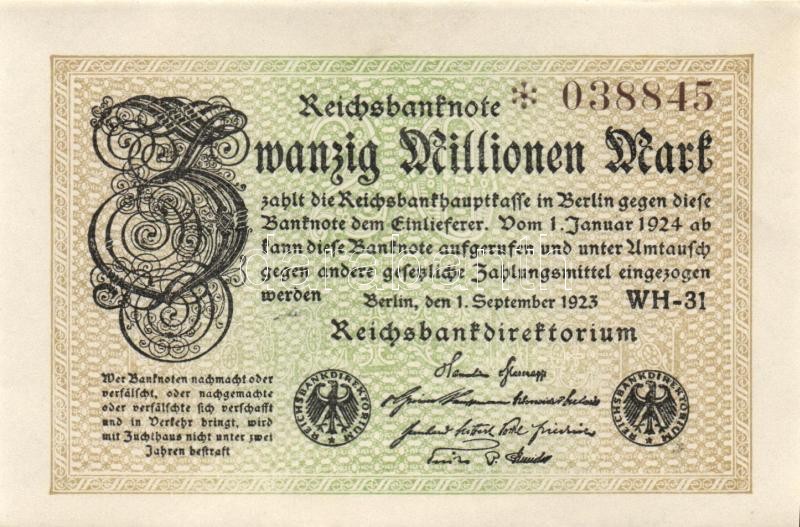 Reichsbanknote * 038845
Zwanzig Millionen Mark
zahlt die Reichsbankhauptkasse in Berlin gegen diese
Banknote dem Einlieferer. Vom 1. Januar 1924 ab
kann diese Banknote aufgerufen und unter Umtausch
gegen andere gesetzliche Zahlungsmittel eingezogen
werden Berlin, den 1. September 1923 WH-31
Reichsbankdirektorium
Wer Banknoten nachmacht oder
verfälscht, oder nachgemachte
oder verfälschte sich verschafft
und in Verkehr bringt, wird
mit Zuchthaus nicht unter zwei
Jahren bestraft
REICHSBANKDIREKTORIUM
REICHSBANKDIREKTORIUM